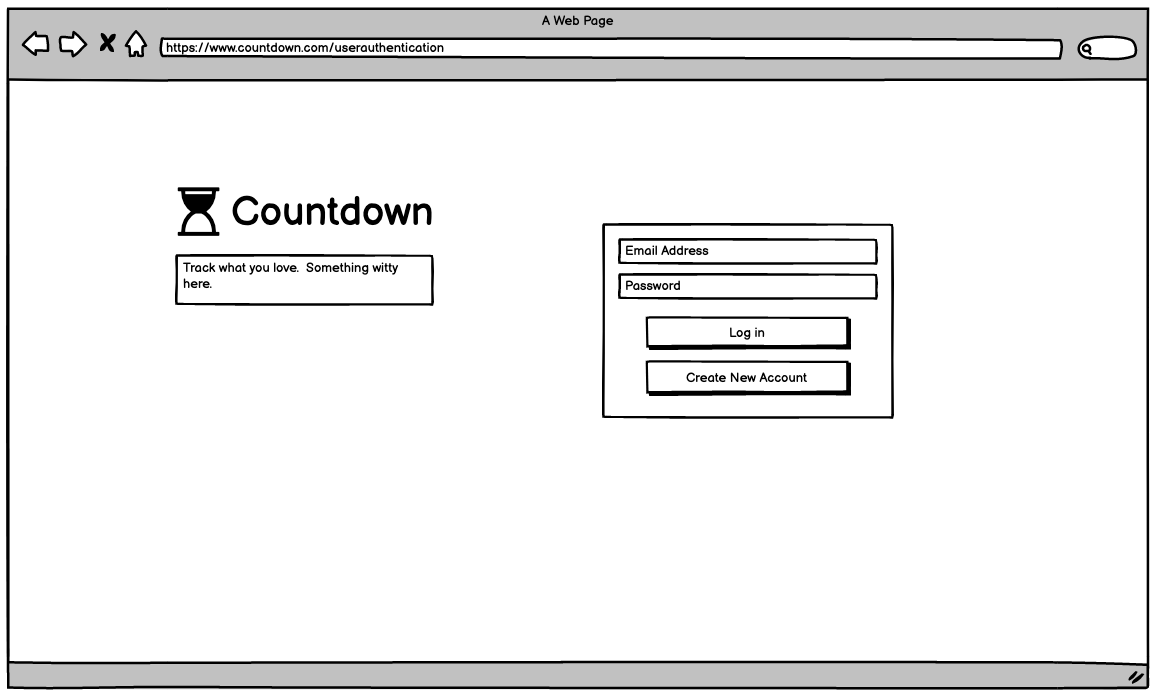 A Web Page
https://www.countdown.com/userauthentication
Countdown
Track what you love.  Something witty
here.
Email Address
Password
Log in
Create New Account